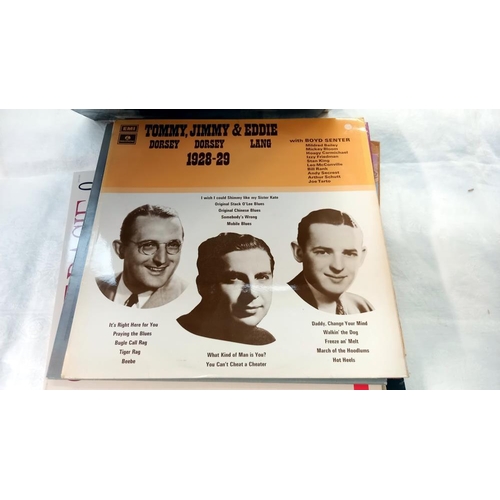 EMI
TOMMY, JIMMY & EDDIE
DORSEY DORSEY LANG
1928-29
with BOYD SENTER
Mildred Bailey
Mickey Bloom
Hoagy Carmichael
Izzy Friedman
Stan King
Leo McConville
Bill Rank
Andy Secrest
Arthur Schutt
Joe Tarto
I wish I could Shimmy like my Sister Kate
Original Stack O'Lee Blues
Original Chinese Blues
Somebody's Wrong
Mobile Blues
It's Right Here for You
Praying the Blues
Bugle Call Rag
Tiger Rag
Beebe
What Kind of Man is You?
You Can't Cheat a Cheater
Daddy, Change Your Mind
Walkin' the Dog
Freeze an' Melt
March of the Hoodlums
Hot Heels